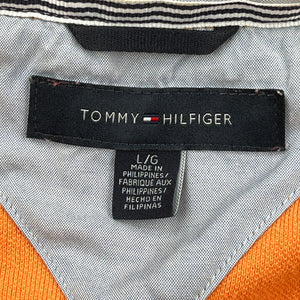 TOMMY HILFIGER
L/G
MADE IN
PHILIPPINES/
FABRIQUÉ AUX
PHILIPPINES/
HECHO EN
FILIPINAS